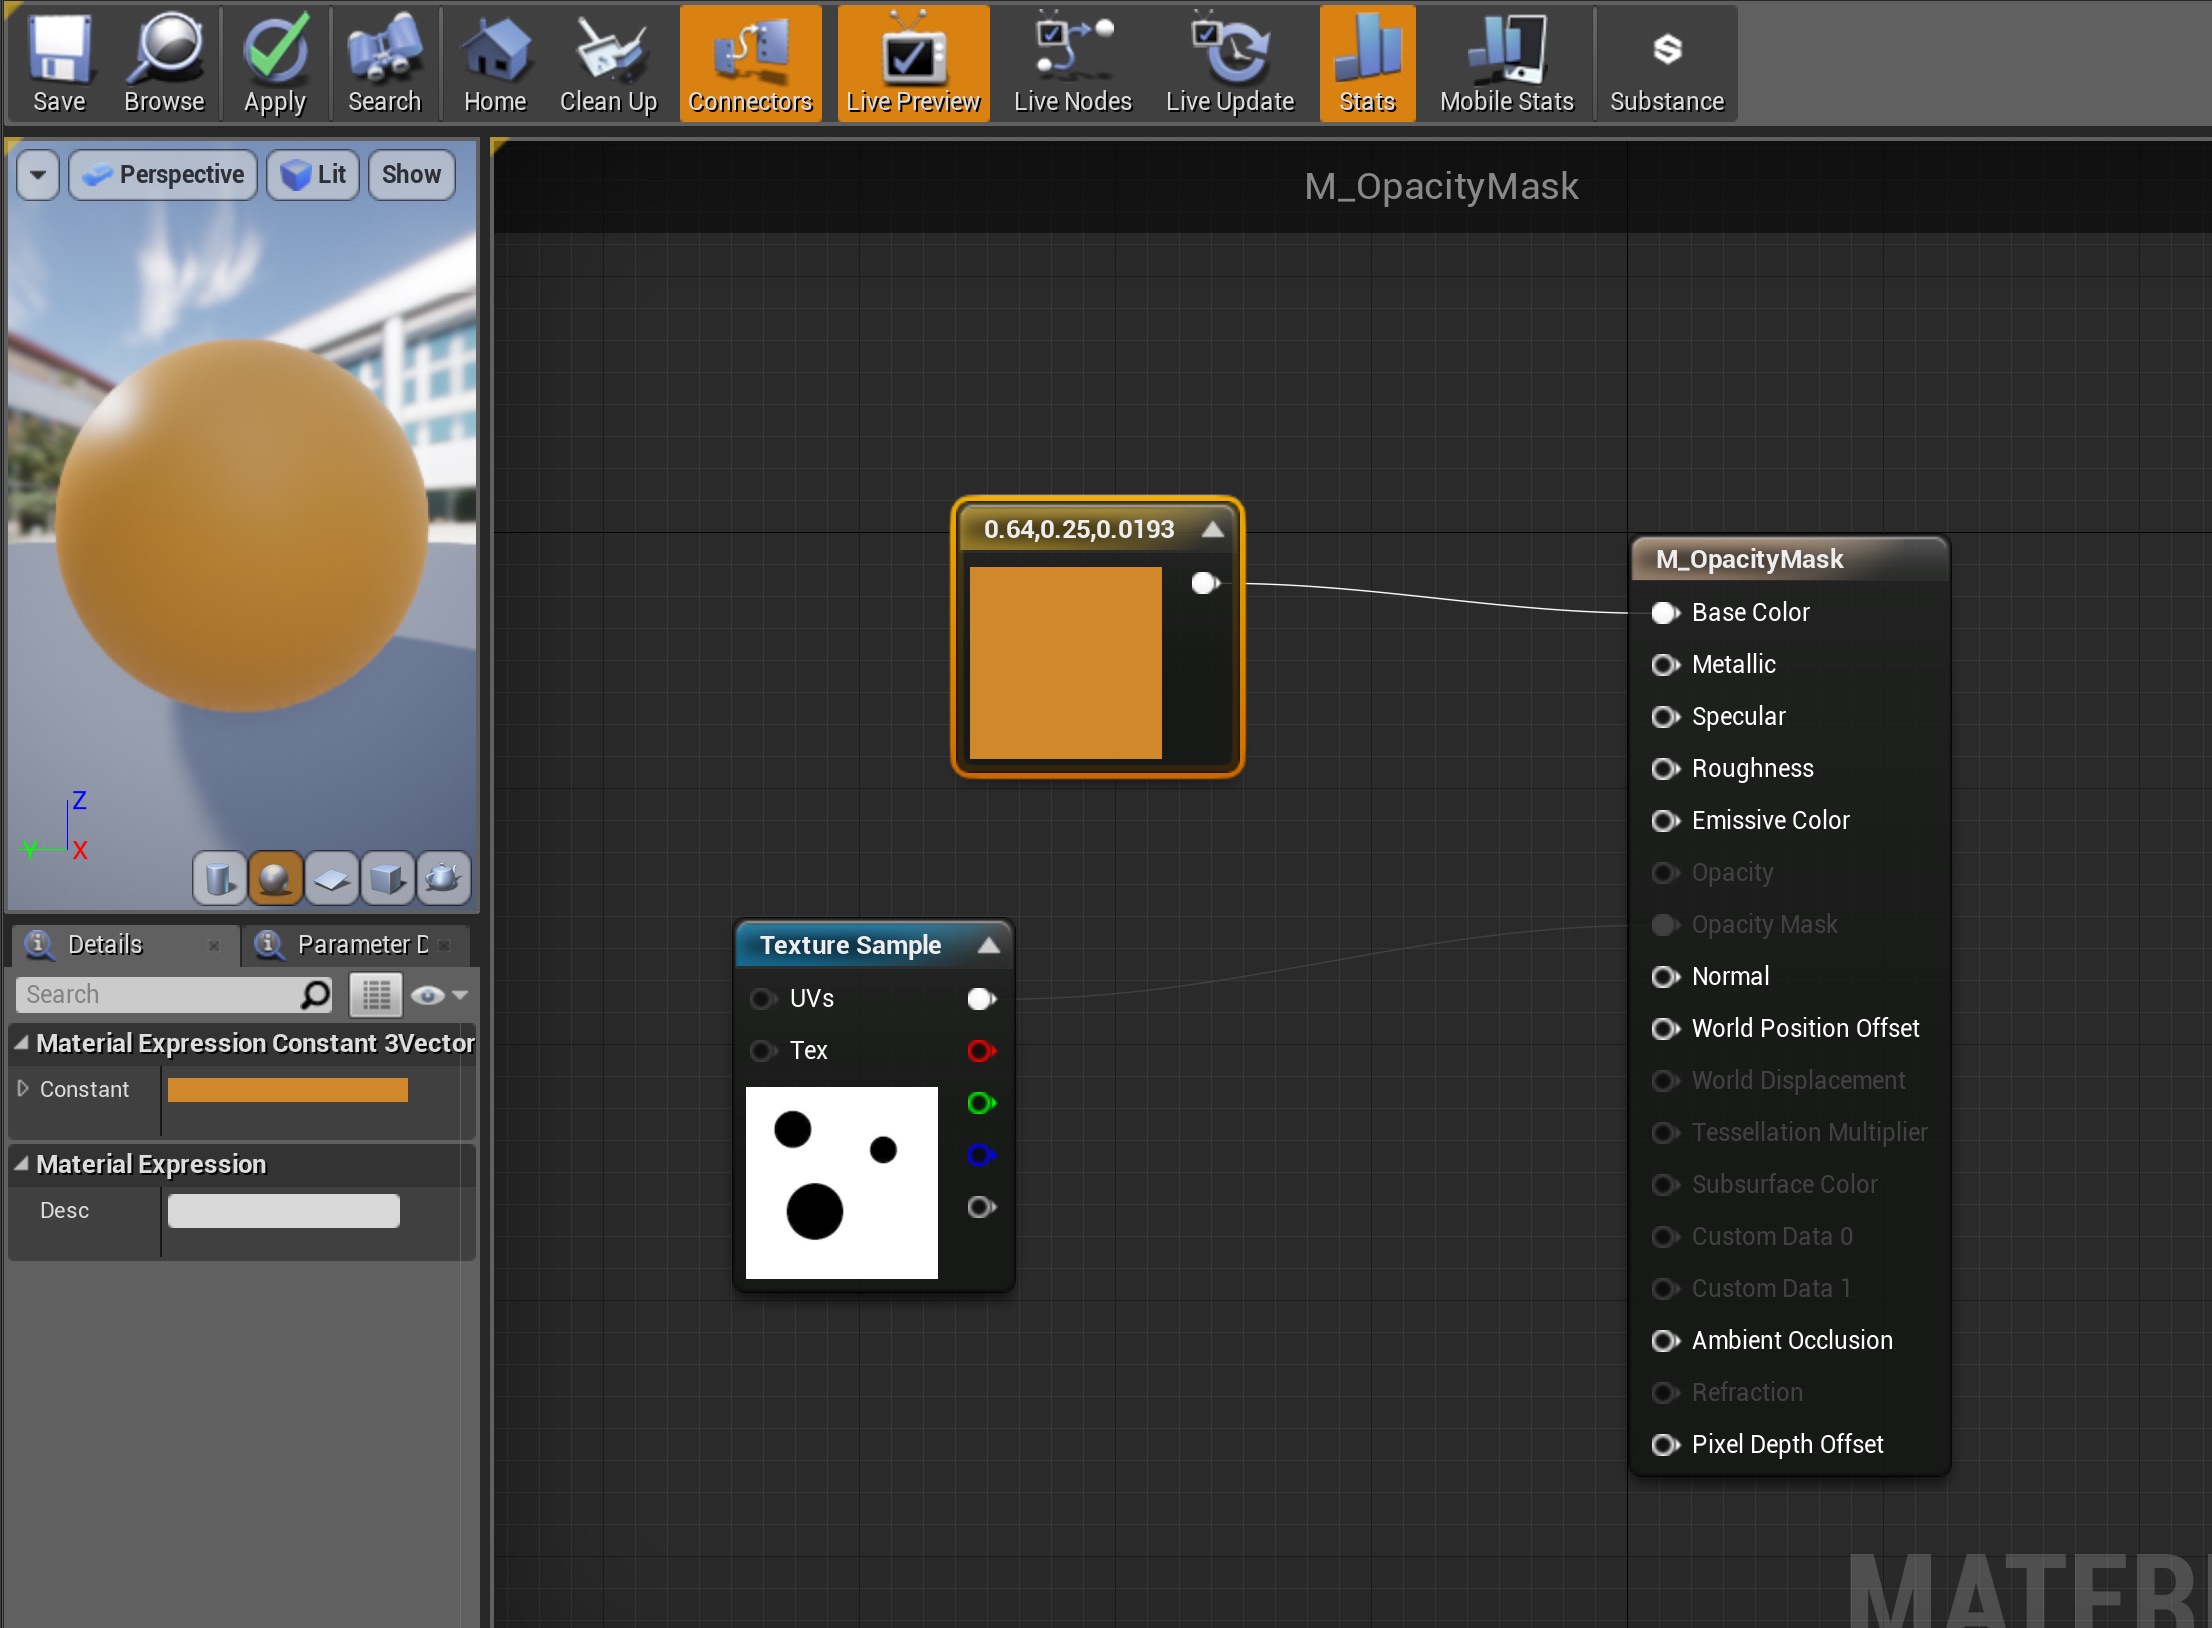 Save
Browse
Apply
Search
Home
Clean Up
Connectors
Live Preview
Live Nodes
Live Update
Stats
Mobile Stats
Substance
Perspective
Lit
Show
Z
Y
X
Details
Parameter D
Search
Material Expression Constant 3Vector
Constant
Material Expression
Desc
M_OpacityMask
0.64,0.25,0.0193
Texture Sample
UVs
Tex
M_OpacityMask
Base Color
Metallic
Specular
Roughness
Emissive Color
Opacity
Opacity Mask
Normal
World Position Offset
World Displacement
Tessellation Multiplier
Subsurface Color
Custom Data 0
Custom Data 1
Ambient Occlusion
Refraction
Pixel Depth Offset